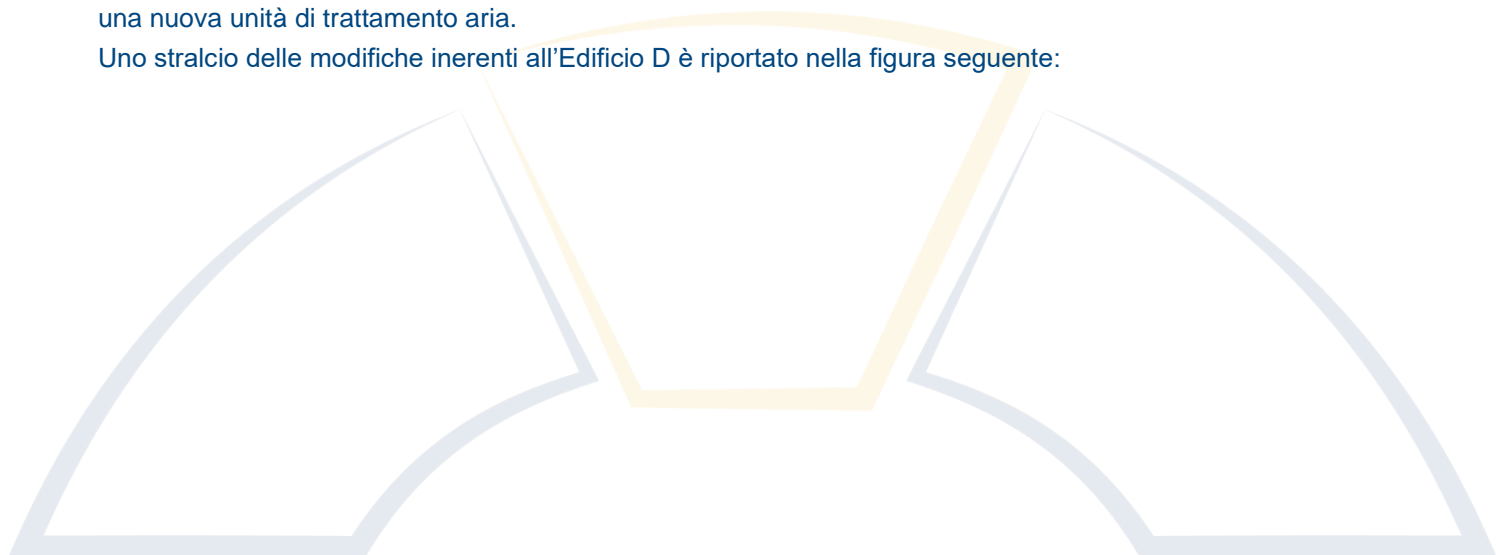 una nuova unità di trattamento aria.
Uno stralcio delle modifiche inerenti all’Edificio D è riportato nella figura seguente: